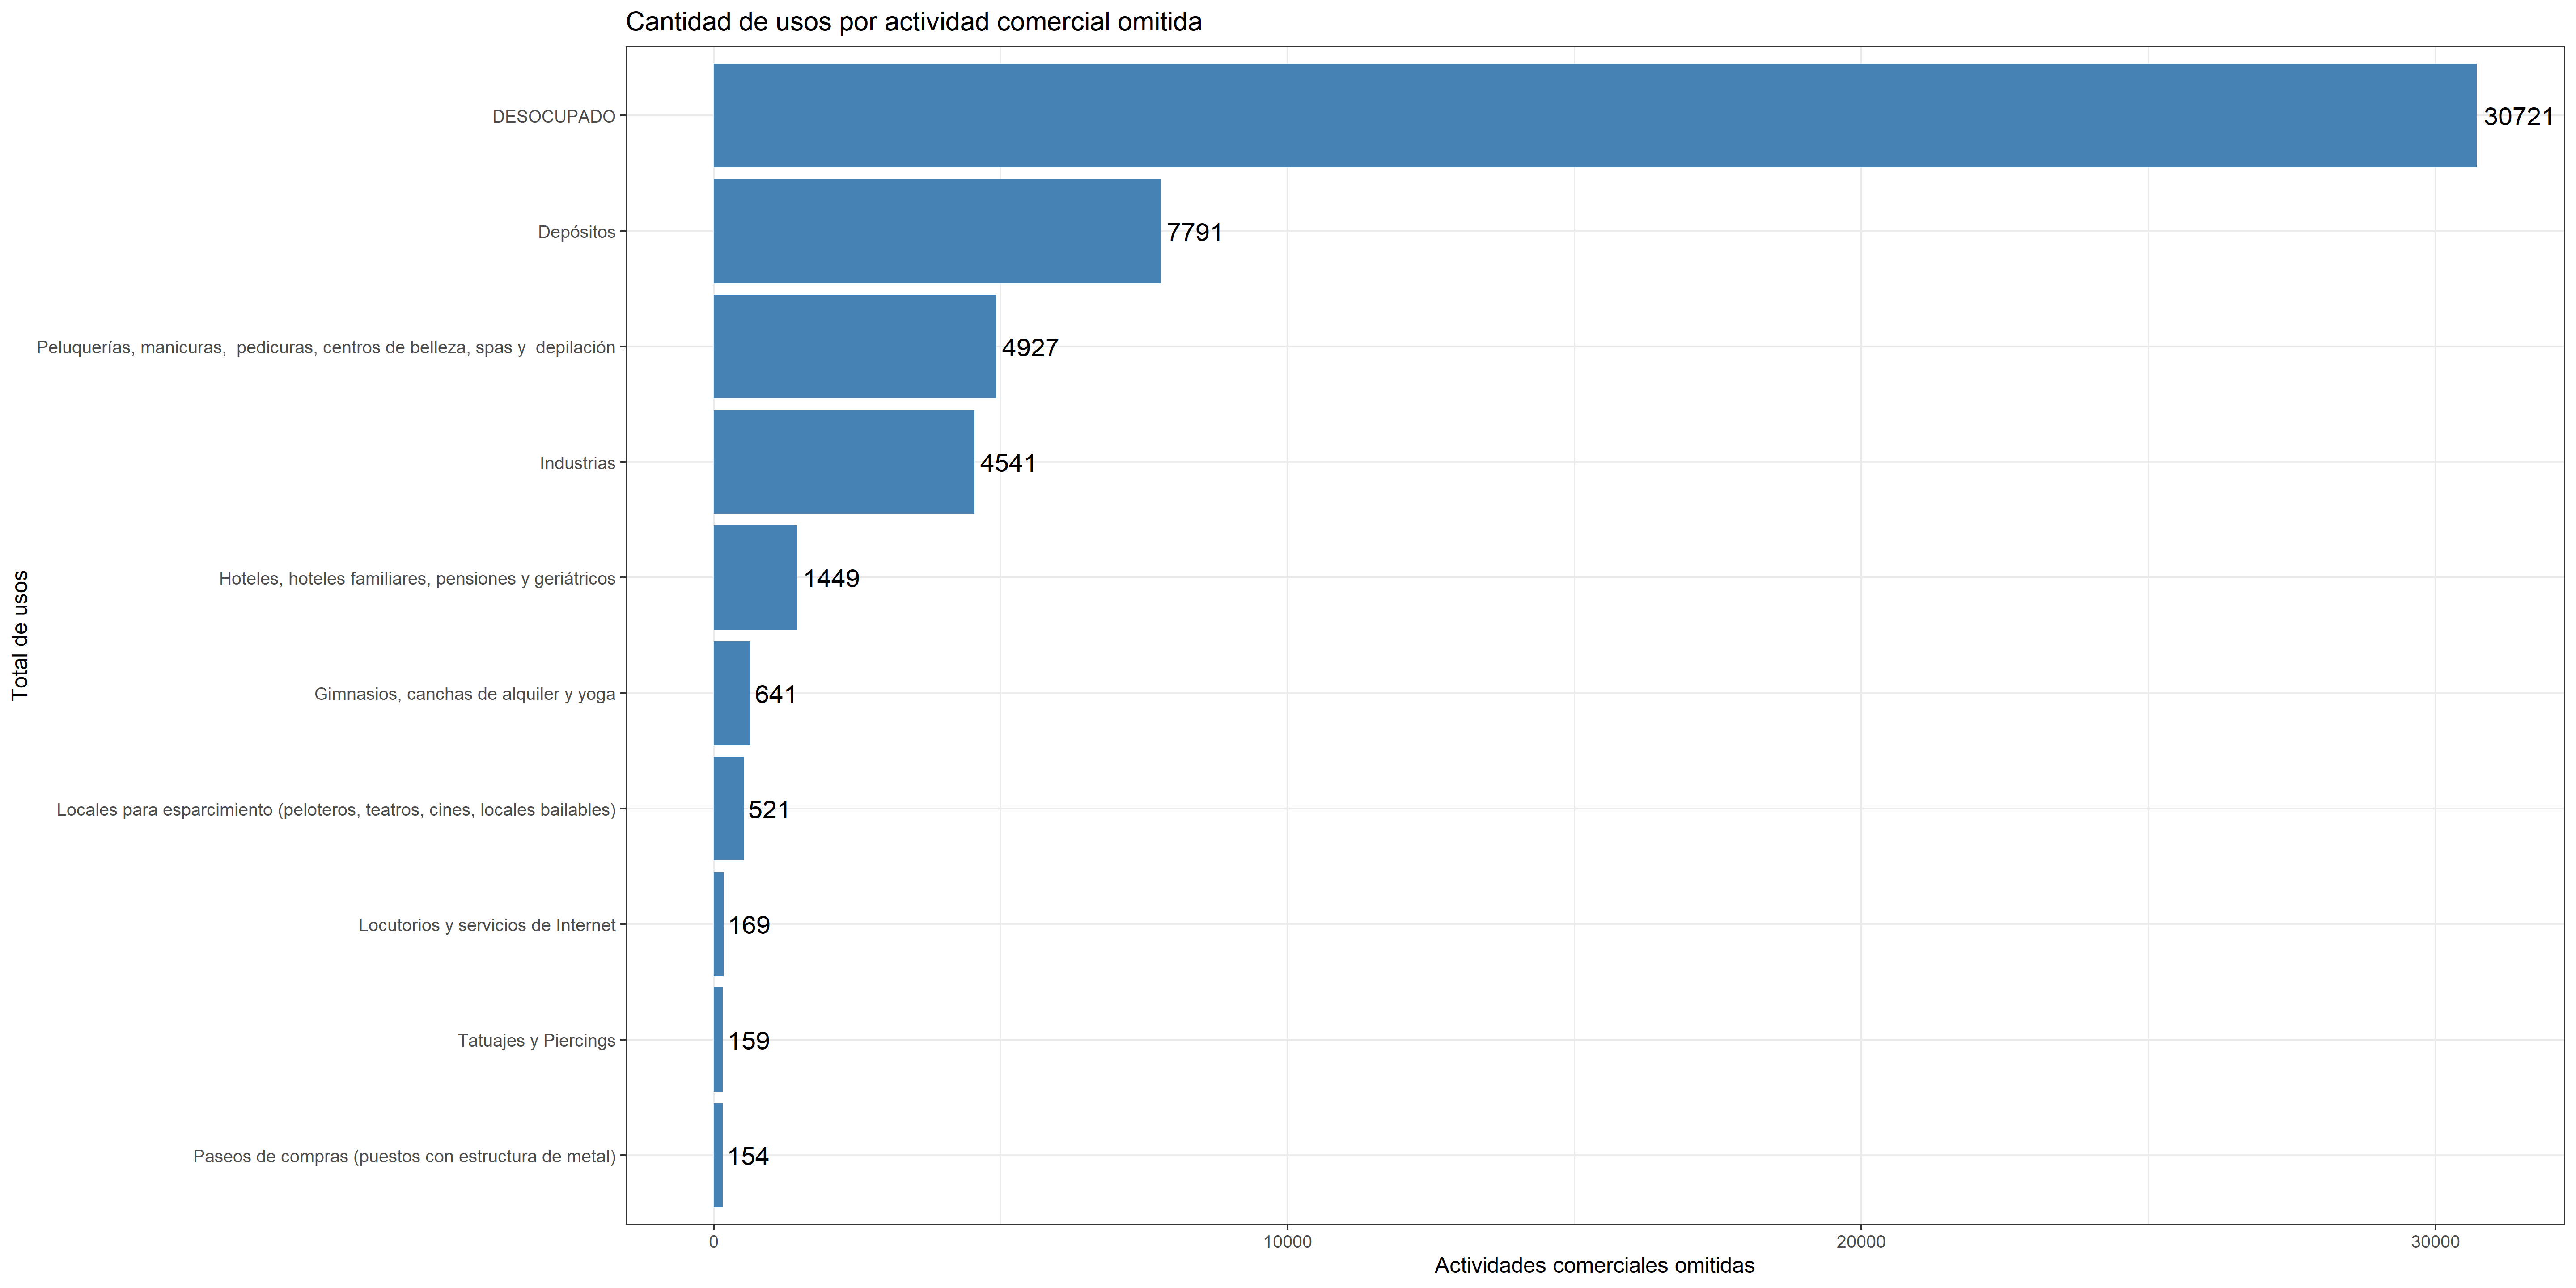 Cantidad de usos por actividad comercial omitida
DESOCUPADO
30721
Depósitos
7791
Peluquerías, manicuras,  pedicuras, centros de belleza, spas y  depilación
4927
Industrias
4541
Hoteles, hoteles familiares, pensiones y geriátricos
1449
Gimnasios, canchas de alquiler y yoga
641
Locales para esparcimiento (peloteros, teatros, cines, locales bailables)
521
Locutorios y servicios de Internet
169
Tatuajes y Piercings
159
Paseos de compras (puestos con estructura de metal)
154
Total de usos
0 10000 20000 30000
Actividades comerciales omitidas